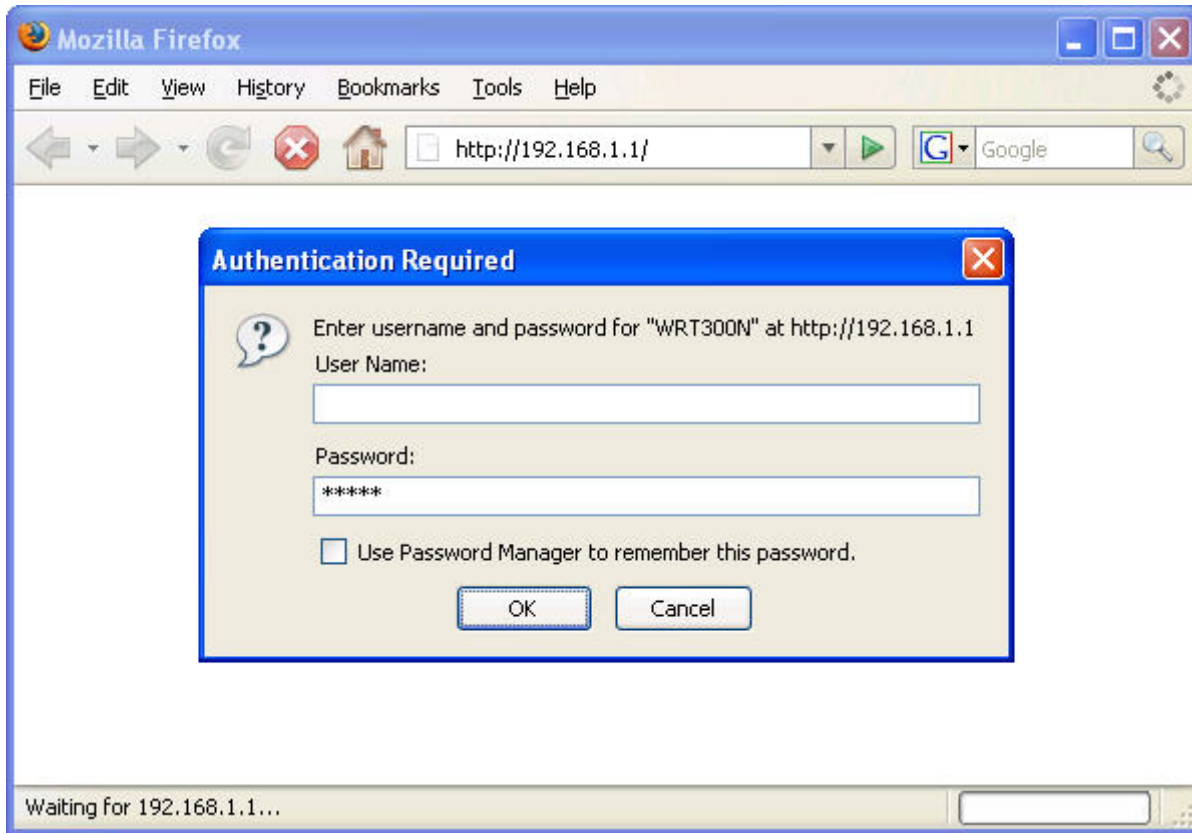 Mozilla Firefox
File Edit View History Bookmarks Tools Help
http://192.168.1.1/ G Google
Authentication Required
? Enter username and password for "WRT300N" at http://192.168.1.1
User Name:
Password:
*****
Use Password Manager to remember this password.
OK Cancel
Waiting for 192.168.1.1...